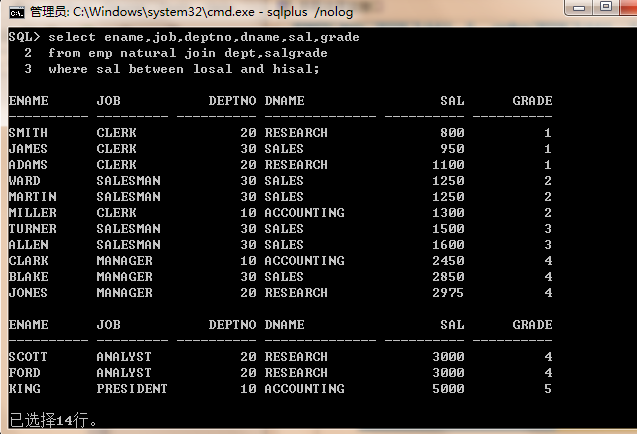 管理员: C:\Windows\system32\cmd.exe - sqlplus /nolog
SQL> select ename,job,deptno,dname,sal,grade
  2  from emp natural join dept,salgrade
  3  where sal between losal and hisal;
ENAME      JOB           DEPTNO DNAME                 SAL      GRADE
---------- --------- ---------- -------------- ---------- ----------
SMITH      CLERK             20 RESEARCH              800          1
JAMES      CLERK             30 SALES                 950          1
ADAMS      CLERK             20 RESEARCH             1100          1
WARD       SALESMAN          30 SALES                1250          2
MARTIN     SALESMAN          30 SALES                1250          2
MILLER     CLERK             10 ACCOUNTING           1300          2
TURNER     SALESMAN          30 SALES                1500          3
ALLEN      SALESMAN          30 SALES                1600          3
CLARK      MANAGER           10 ACCOUNTING           2450          4
BLAKE      MANAGER           30 SALES                2850          4
JONES      MANAGER           20 RESEARCH             2975          4
ENAME      JOB           DEPTNO DNAME                 SAL      GRADE
---------- --------- ---------- -------------- ---------- ----------
SCOTT      ANALYST           20 RESEARCH             3000          4
FORD       ANALYST           20 RESEARCH             3000          4
KING       PRESIDENT         10 ACCOUNTING           5000          5
已选择14行。